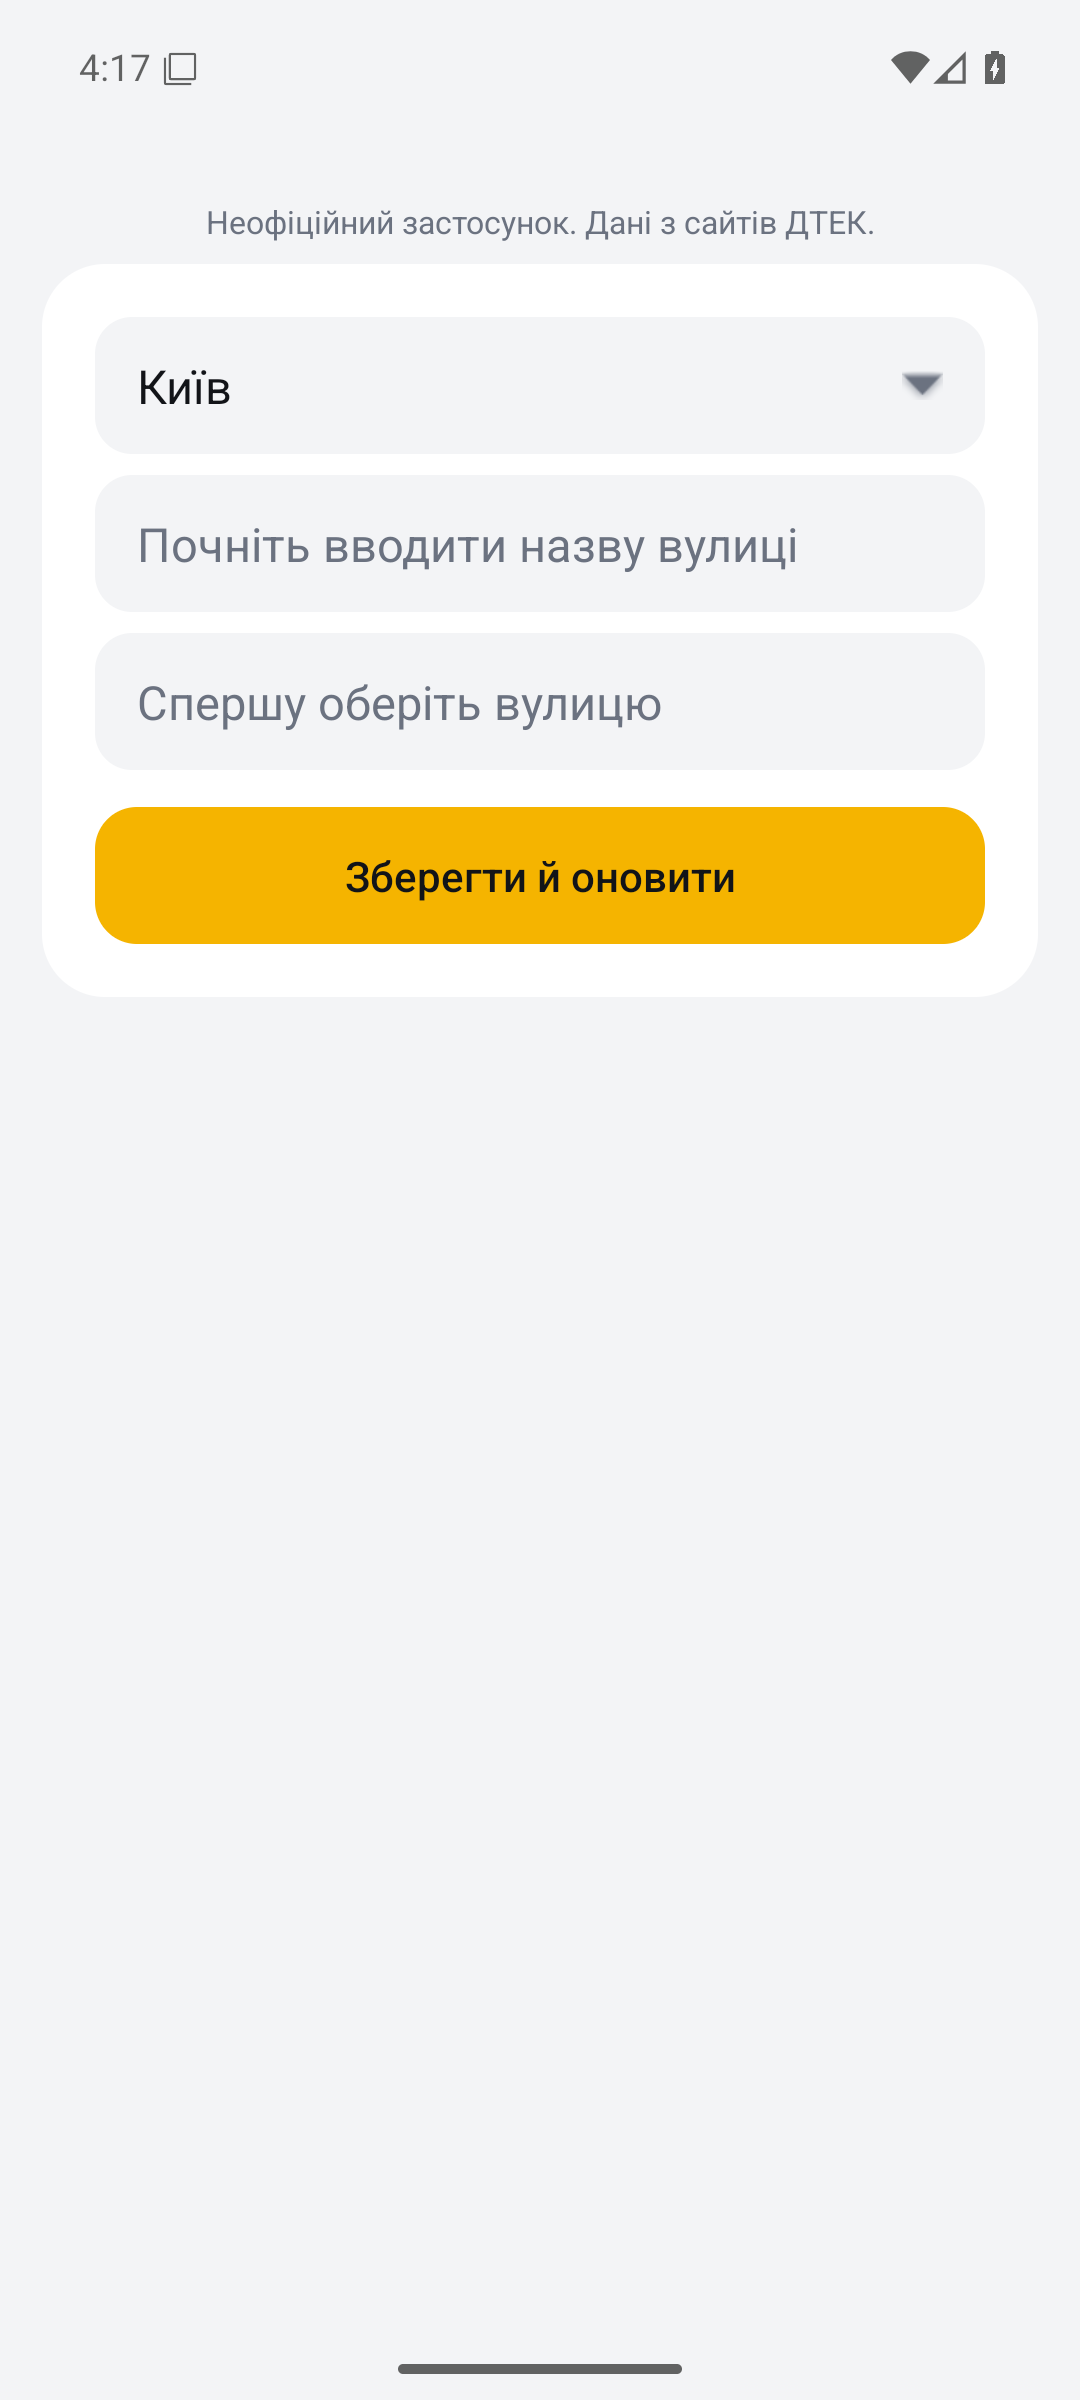 4:17
Неофіційний застосунок. Дані з сайтів ДТЕК.
Київ
Почніть вводити назву вулиці
Спершу оберіть вулицю
Зберегти й оновити